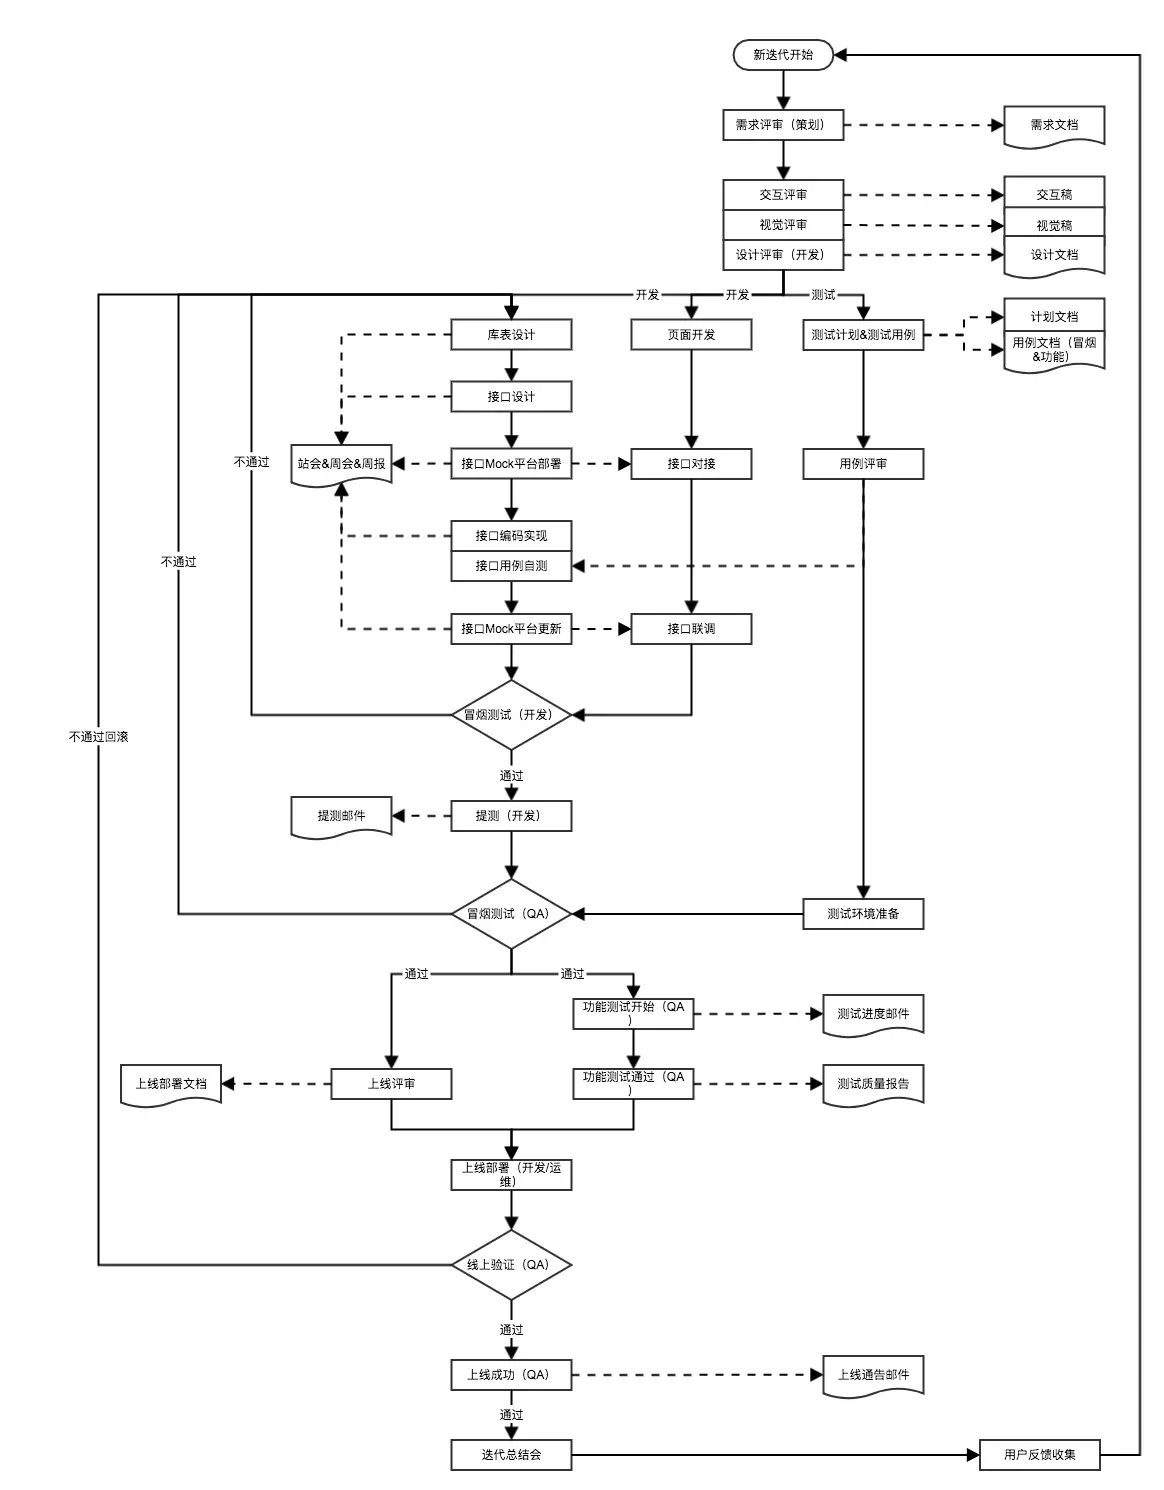 新迭代开始
需求评审（策划）
需求文档
交互评审
交互稿
视觉评审
视觉稿
设计评审（开发）
设计文档
开发
开发
测试
库表设计
页面开发
测试计划&测试用例
计划文档
用例文档（冒烟
&功能）
接口设计
不通过
站会&周会&周报
接口Mock平台部署
接口对接
用例评审
接口编码实现
不通过
接口用例自测
接口Mock平台更新
接口联调
冒烟测试（开发）
不通过回滚
通过
提测邮件
提测（开发）
冒烟测试（QA）
测试环境准备
通过
通过
功能测试开始（QA
）
测试进度邮件
上线部署文档
上线评审
功能测试通过（QA
）
测试质量报告
上线部署（开发/运
维）
线上验证（QA）
通过
上线成功（QA）
上线通告邮件
通过
迭代总结会
用户反馈收集